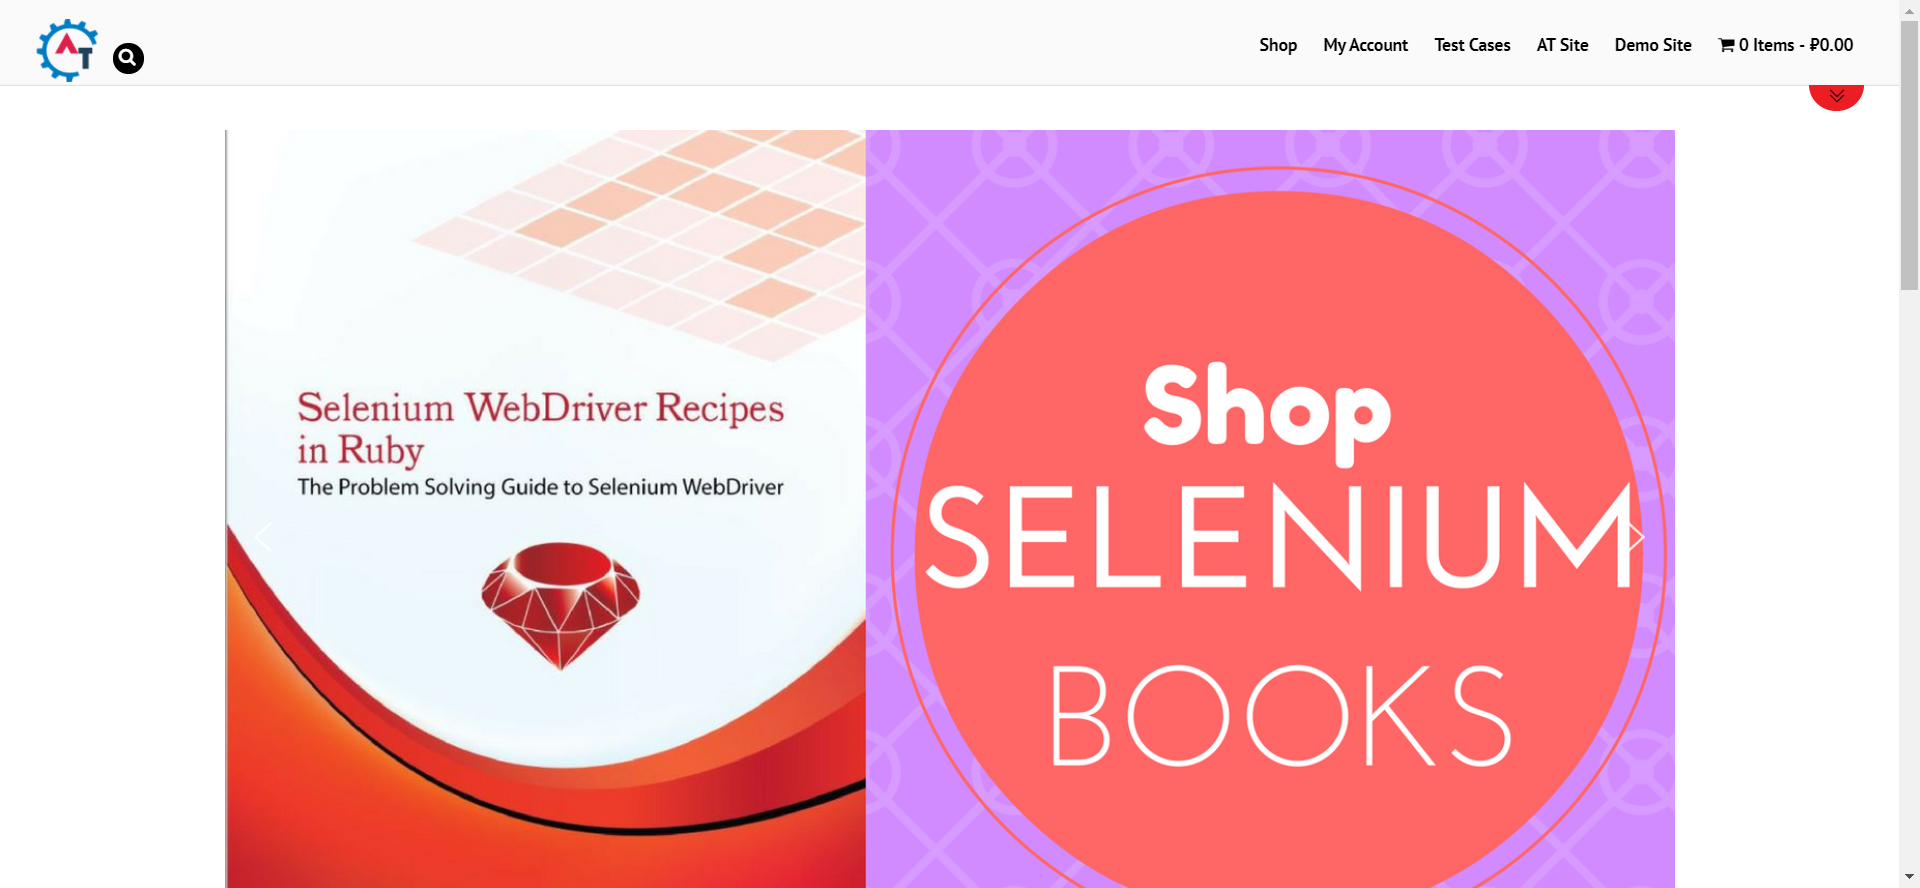 AT
Shop
My Account
Test Cases
AT Site
Demo Site
0 Items - ₽0.00
Selenium WebDriver Recipes
in Ruby
The Problem Solving Guide to Selenium WebDriver
Shop
SELENIUM
BOOKS